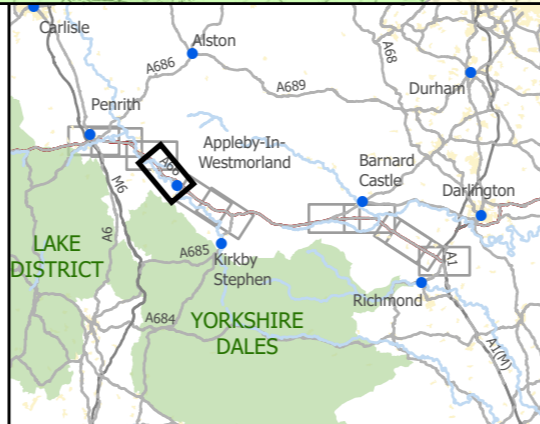 Carlisle
Alston
A68
A686
A689
Durham
Penrith
Appleby-In-
Westmorland
A66
Barnard
Castle
Darlington
M6
A6
LAKE
DISTRICT
A685
Kirkby
Stephen
A1
Richmond
A684
YORKSHIRE
DALES
A1(M)